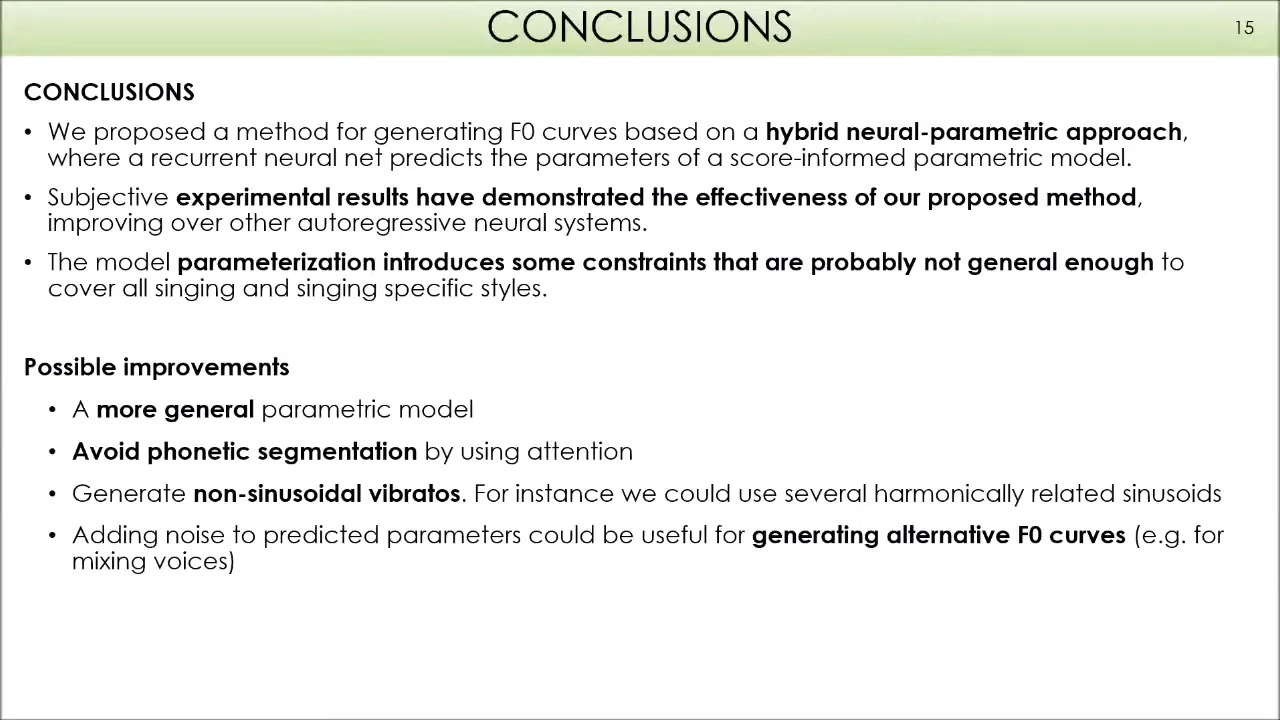 CONCLUSIONS
15
CONCLUSIONS
• We proposed a method for generating F0 curves based on a hybrid neural-parametric approach,
where a recurrent neural net predicts the parameters of a score-informed parametric model.
• Subjective experimental results have demonstrated the effectiveness of our proposed method,
improving over other autoregressive neural systems.
• The model parameterization introduces some constraints that are probably not general enough to
cover all singing and singing specific styles.
Possible improvements
• A more general parametric model
• Avoid phonetic segmentation by using attention
• Generate non-sinusoidal vibratos. For instance we could use several harmonically related sinusoids
• Adding noise to predicted parameters could be useful for generating alternative F0 curves (e.g. for
mixing voices)